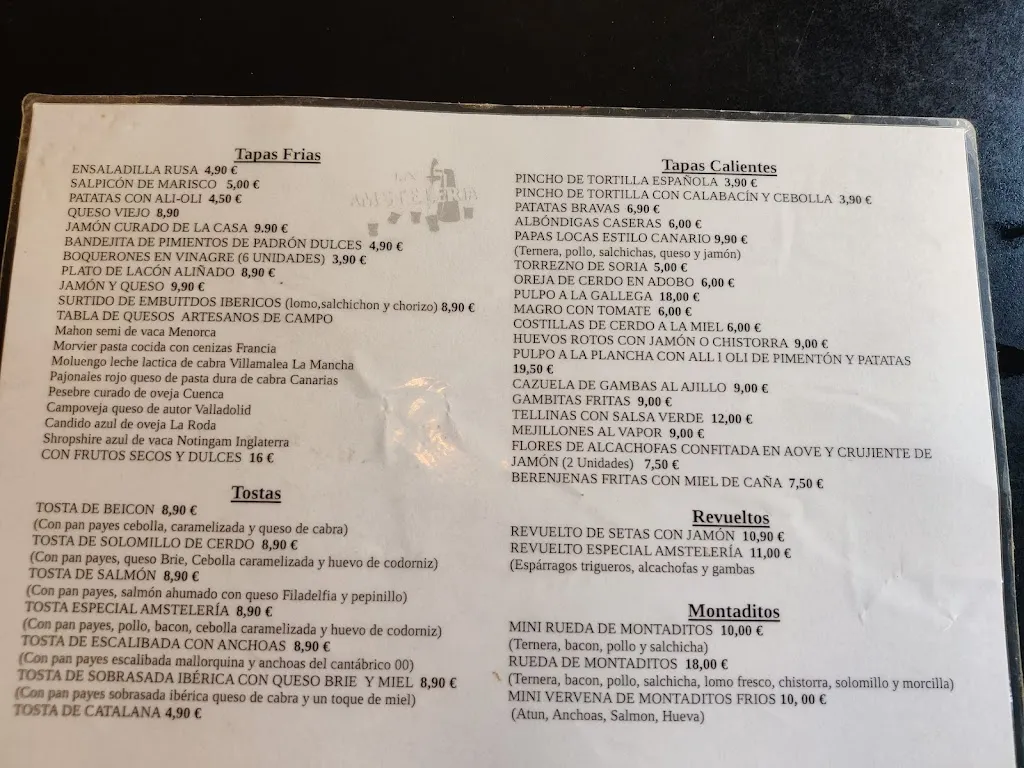 LA
AMSTELERIA
Tapas Frias
ENSALADILLA RUSA 4,90 €
SALPICÓN DE MARISCO 5,00 €
PATATAS CON ALI-OLI 4,50 €
QUESO VIEJO 8,90
JAMÓN CURADO DE LA CASA 9.90 €
BANDEJITA DE PIMIENTOS DE PADRÓN DULCES 4,90 €
BOQUERONES EN VINAGRE (6 UNIDADES) 3,90 €
PLATO DE LACÓN ALIÑADO 8,90 €
JAMÓN Y QUESO 9,90 €
SURTIDO DE EMBUITDOS IBERICOS (lomo,salchichon y chorizo) 8,90 €
TABLA DE QUESOS ARTESANOS DE CAMPO
Mahon semi de vaca Menorca
Morvier pasta cocida con cenizas Francia
Moluengo leche lactica de cabra Villamalea La Mancha
Pajonales rojo queso de pasta dura de cabra Canarias
Pesebre curado de oveja Cuenca
Campoveja queso de autor Valladolid
Candido azul de oveja La Roda
Shropshire azul de vaca Notingam Inglaterra
CON FRUTOS SECOS Y DULCES 16 €
Tostas
TOSTA DE BEICON 8,90 €
(Con pan payes cebolla, caramelizada y queso de cabra)
TOSTA DE SOLOMILLO DE CERDO 8,90 €
(Con pan payes, queso Brie, Cebolla caramelizada y huevo de codorniz)
TOSTA DE SALMÓN 8,90 €
(Con pan payes, salmón ahumado con queso Filadelfia y pepinillo)
TOSTA ESPECIAL AMSTELERÍA 8,90 €
(Con pan payes, pollo, bacon, cebolla caramelizada y huevo de codorniz)
TOSTA DE ESCALIBADA CON ANCHOAS 8,90 €
(Con pan payes escalibada mallorquina y anchoas del cantábrico 00)
TOSTA DE SOBRASADA IBÉRICA CON QUESO BRIE Y MIEL 8,90 €
(Con pan payes sobrasada ibérica queso de cabra y un toque de miel)
TOSTA DE CATALANA 4,90 €
Tapas Calientes
PINCHO DE TORTILLA ESPAÑOLA 3,90 €
PINCHO DE TORTILLA CON CALABACÍN Y CEBOLLA 3,90 €
PATATAS BRAVAS 6,90 €
ALBÓNDIGAS CASERAS 6,00 €
PAPAS LOCAS ESTILO CANARIO 9,90 €
(Ternera, pollo, salchichas, queso y jamón)
TORREZNO DE SORIA 5,00 €
OREJA DE CERDO EN ADOBO 6,00 €
PULPO A LA GALLEGA 18,00 €
MAGRO CON TOMATE 6,00 €
COSTILLAS DE CERDO A LA MIEL 6,00 €
HUEVOS ROTOS CON JAMÓN O CHISTORRA 9,00 €
PULPO A LA PLANCHA CON ALL I OLI DE PIMENTÓN Y PATATAS
19,50 €
CAZUELA DE GAMBAS AL AJILLO 9,00 €
GAMBITAS FRITAS 9,00 €
TELLINAS CON SALSA VERDE 12,00 €
MEJILLONES AL VAPOR 9,00 €
FLORES DE ALCACHOFAS CONFITADA EN AOVE Y CRUJIENTE DE
JAMÓN (2 Unidades) 7,50 €
BERENJENAS FRITAS CON MIEL DE CAÑA 7,50 €
Revueltos
REVUELTO DE SETAS CON JAMÓN 10,90 €
REVUELTO ESPECIAL AMSTELERÍA 11,00 €
(Espárragos trigueros, alcachofas y gambas
Montaditos
MINI RUEDA DE MONTADITOS 10,00 €
(Ternera, bacon, pollo y salchicha)
RUEDA DE MONTADITOS 18,00 €
(Ternera, bacon, pollo, salchicha, lomo fresco, chistorra, solomillo y morcilla)
MINI VERVENA DE MONTADITOS FRIOS 10, 00 €
(Atun, Anchoas, Salmon, Hueva)